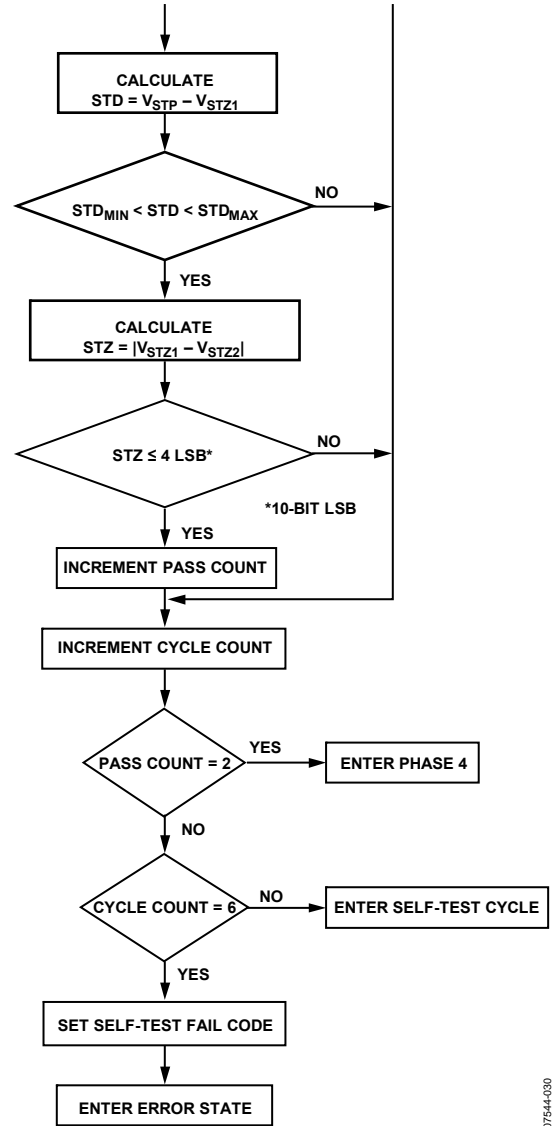 CALCULATE
STD = VSTP – VSTZ1
NO
STDMIN < STD < STDMAX
YES
CALCULATE
STZ = |VSTZ1 – VSTZ2|
NO
STZ ≤ 4 LSB*
*10-BIT LSB
YES
INCREMENT PASS COUNT
INCREMENT CYCLE COUNT
YES
PASS COUNT = 2
ENTER PHASE 4
NO
NO
CYCLE COUNT = 6
ENTER SELF-TEST CYCLE
YES
SET SELF-TEST FAIL CODE
ENTER ERROR STATE
07544-030